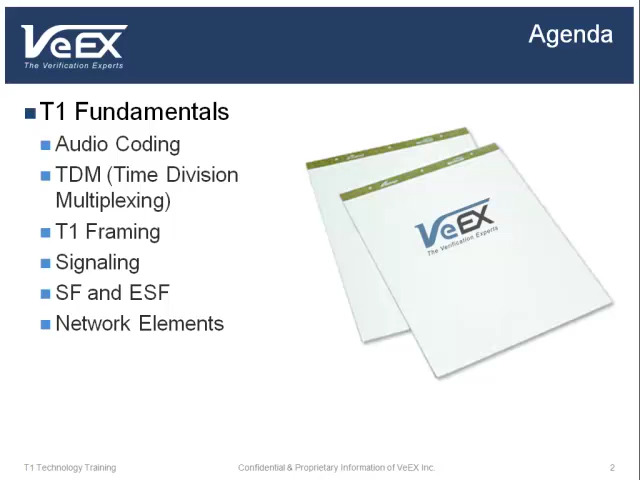 VeEX
The Verification Experts
Agenda
T1 Fundamentals
Audio Coding
TDM (Time Division
Multiplexing)
T1 Framing
Signaling
SF and ESF
Network Elements
VeEX
The Verification Experts
T1 Technology Training
Confidential & Proprietary Information of VeEX Inc.
2